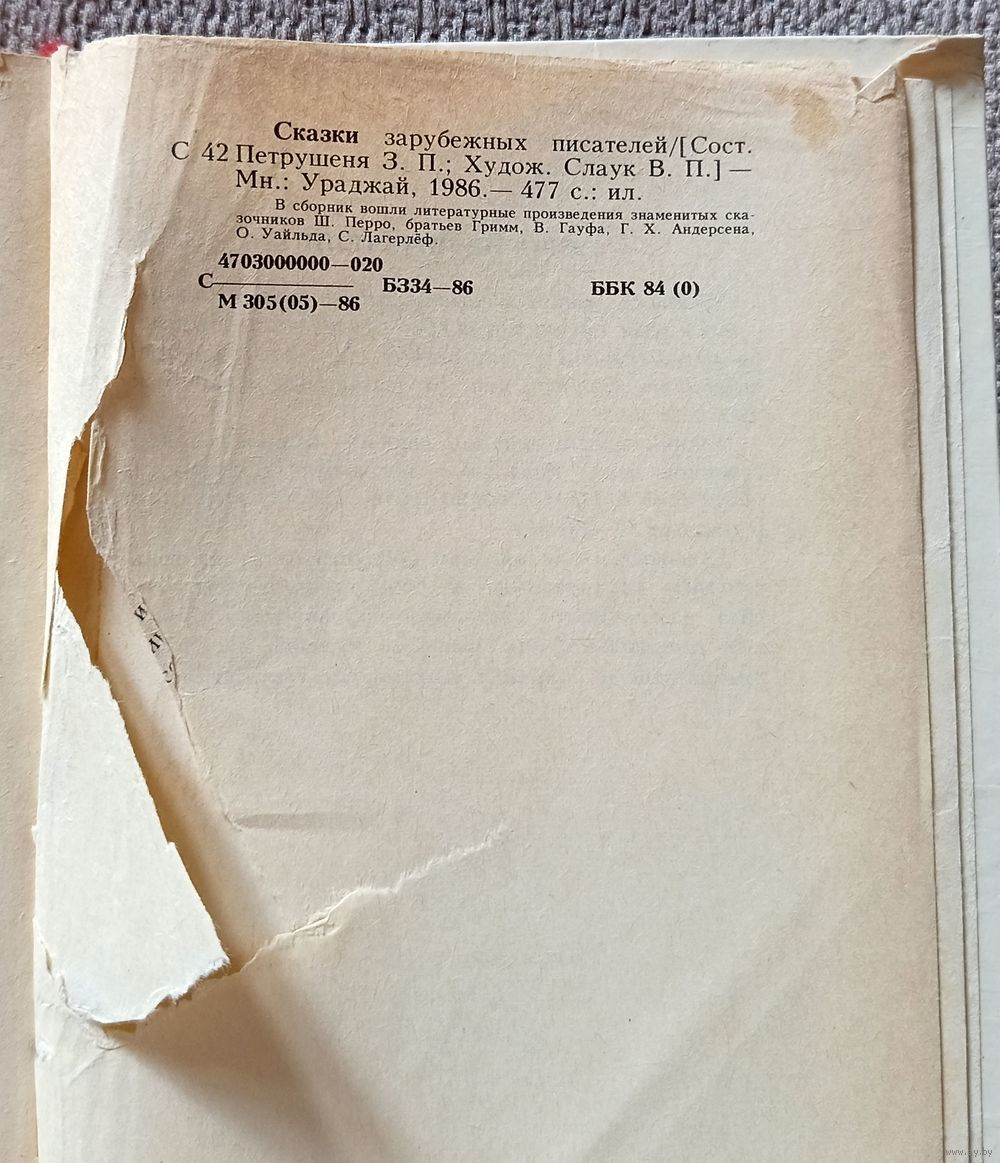 Сказки зарубежных писателей/[Сост.
С 42 Петрушеня З. П.; Худож. Слаук В. П.] —
Мн.: Ураджай, 1986.— 477 с.: ил.
В сборник вошли литературные произведения знаменитых ска-
зочников Ш. Перро, братьев Гримм, В. Гауфа, Г. Х. Андерсена,
О. Уайльда, С. Лагерлёф.
4703000000—020
С————— БЗ34—86 ББК 84 (0)
М 305(05)—86